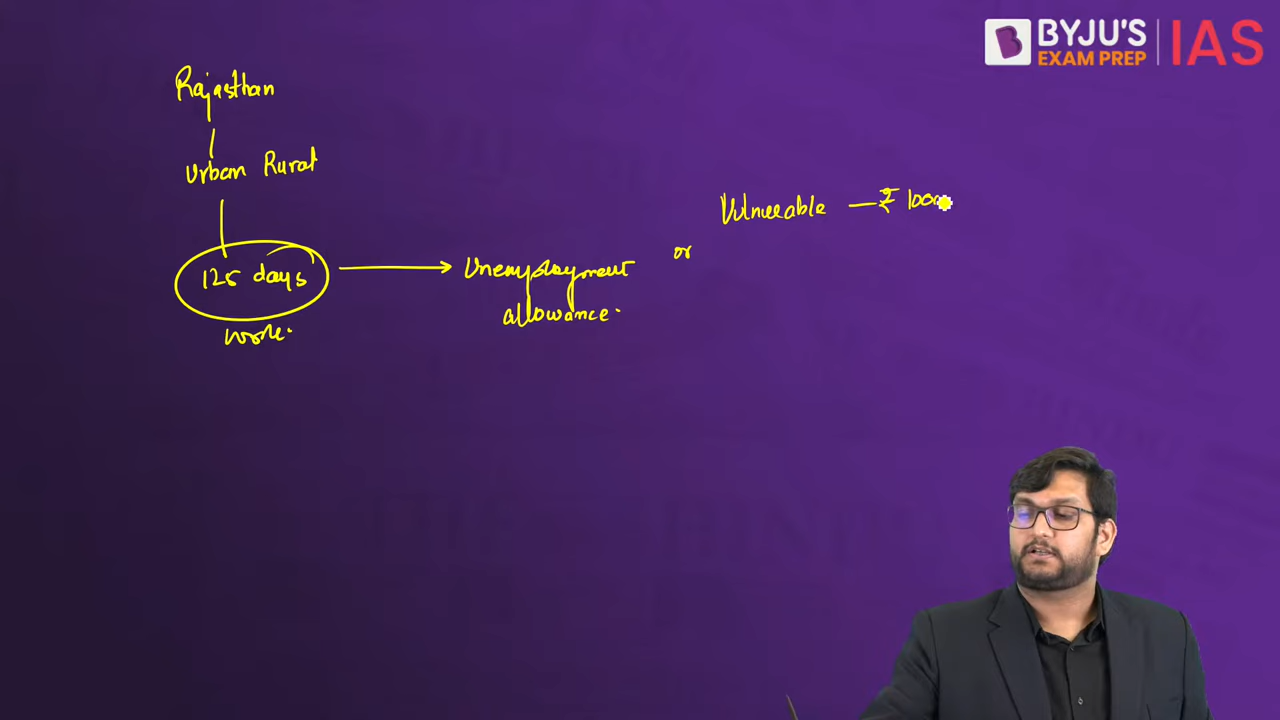 BYJU'S
EXAM PREP
IAS
Rajasthan
Urban Rural
125 days
work.
Unemployment
allowance.
or
Vulnerable — ₹ 1000